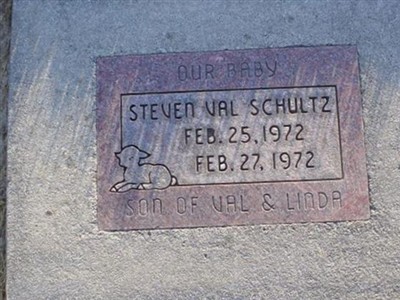 OUR BABY
STEVEN VAL SCHULTZ
FEB. 25, 1972
FEB. 27, 1972
SON OF VAL & LINDA